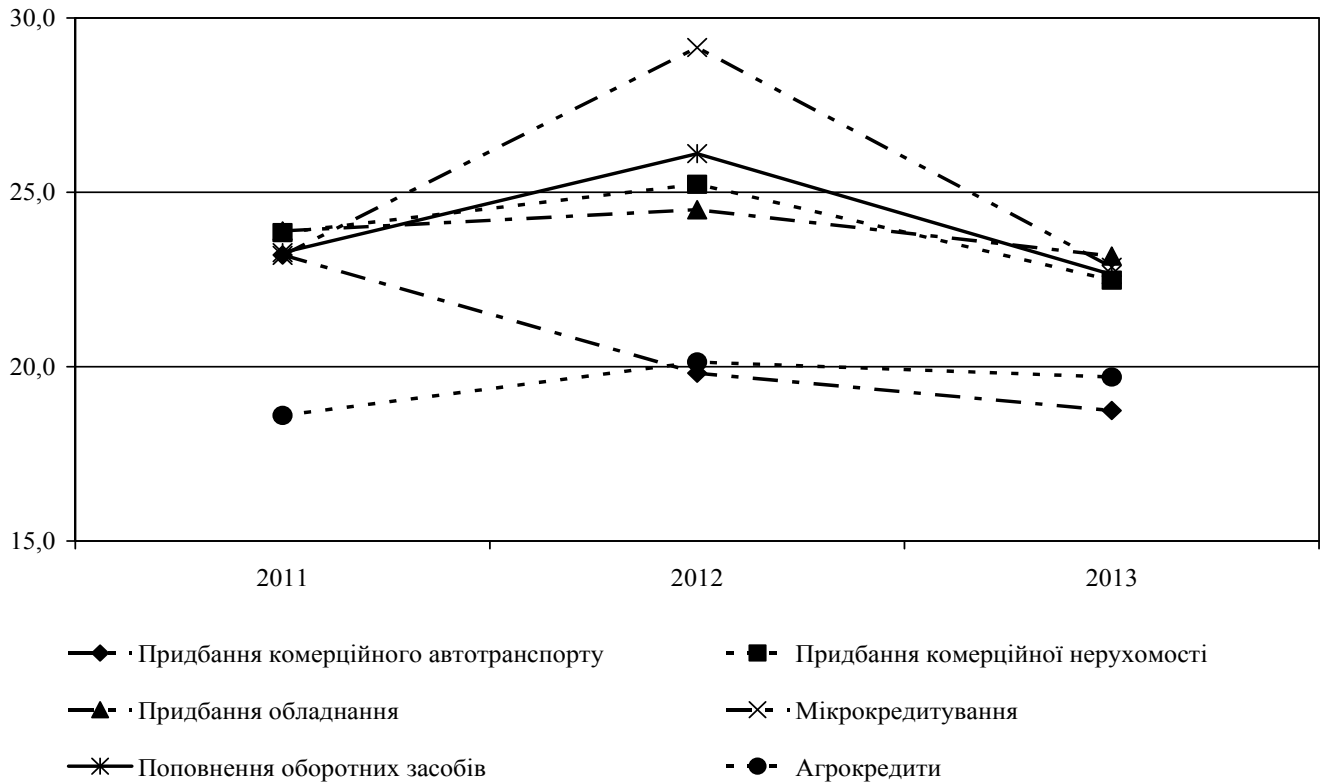 30,0
25,0
20,0
15,0
2011 2012 2013
Придбання комерційного автотранспорту Придбання комерційної нерухомості
Придбання обладнання Мікрокредитування
Поповнення оборотних засобів Агрокредити